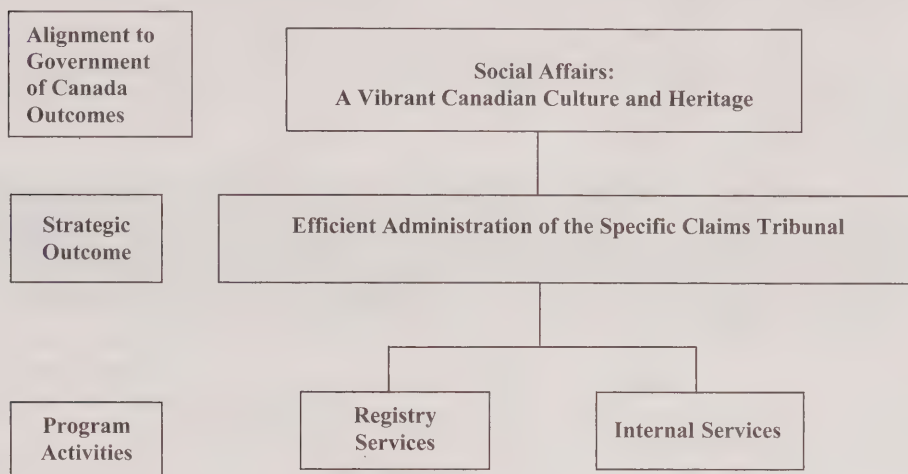 Alignment to
Government
of Canada
Outcomes
Social Affairs:
A Vibrant Canadian Culture and Heritage
Strategic
Outcome
Efficient Administration of the Specific Claims Tribunal
Program
Activities
Registry
Services
Internal Services